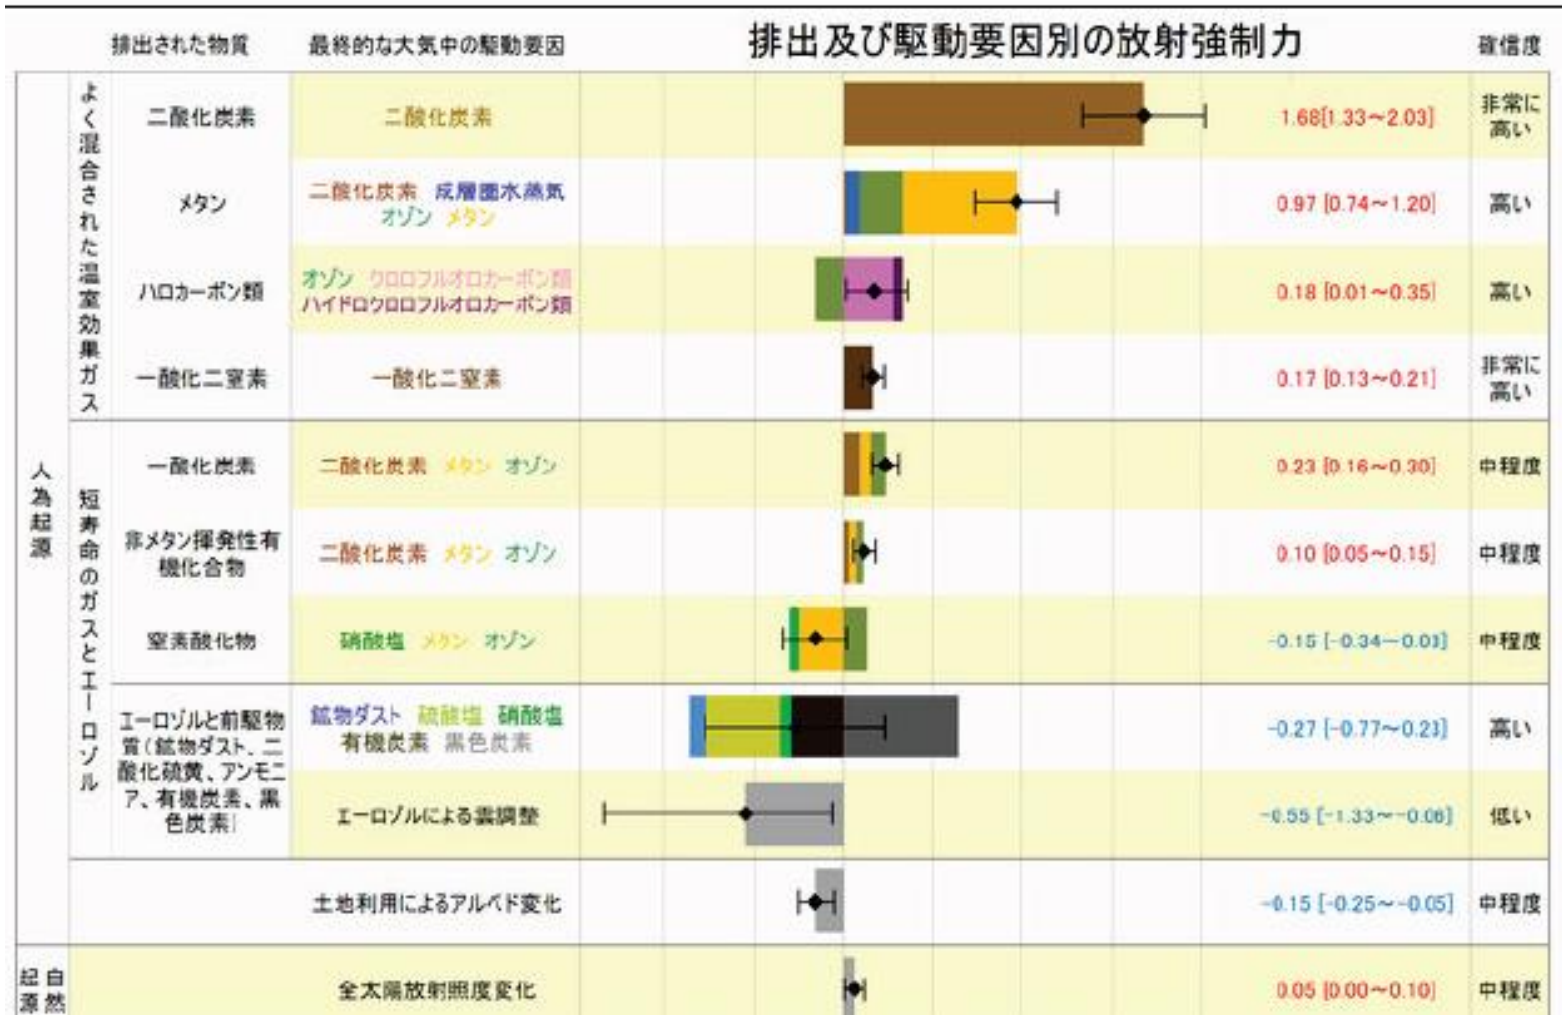 排出された物質 最終的な大気中の駆動要因 排出及び駆動要因別の放射強制力 確信度
人為起源
よく混合された温室効果ガス
二酸化炭素 二酸化炭素 1.68[1.33～2.03] 非常に
高い
メタン 二酸化炭素 成層圏水蒸気
オゾン メタン 0.97 [0.74～1.20] 高い
ハロカーボン類 オゾン クロロフルオロカーボン類
ハイドロクロロフルオロカーボン類 0.18 [0.01～0.35] 高い
一酸化二窒素 一酸化二窒素 0.17 [0.13～0.21] 非常に
高い
短寿命のガスとエーロゾル
一酸化炭素 二酸化炭素 メタン オゾン 0.23 [0.16～0.30] 中程度
非メタン揮発性有
機化合物 二酸化炭素 メタン オゾン 0.10 [0.05～0.15] 中程度
窒素酸化物 硝酸塩 メタン オゾン -0.15 [-0.34～0.03] 中程度
エーロゾルと前駆物
質(鉱物ダスト、二
酸化硫黄、アンモニ
ア、有機炭素、黒
色炭素)
鉱物ダスト 硫酸塩 硝酸塩
有機炭素 黒色炭素 -0.27 [-0.77～0.23] 高い
エーロゾルによる雲調整 -0.55 [-1.33～-0.06] 低い
土地利用によるアルベド変化 -0.15 [-0.25～-0.05] 中程度
自然
起源
全太陽放射照度変化 0.05 [0.00～0.10] 中程度